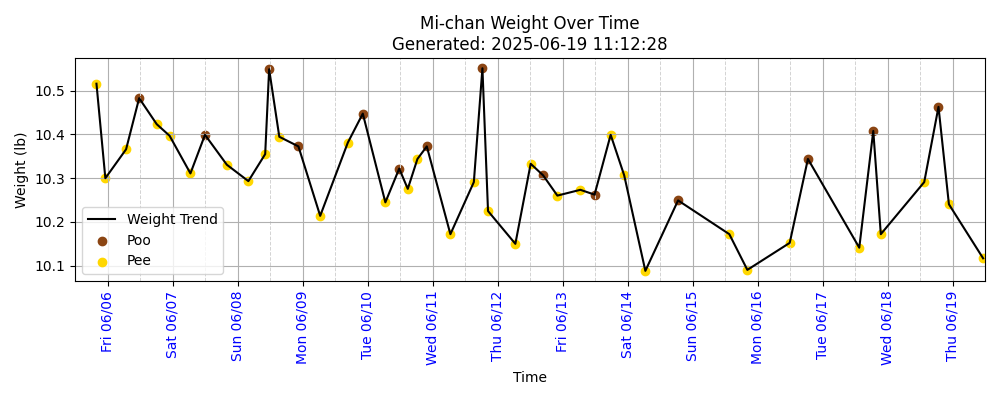 Mi-chan Weight Over Time
Generated: 2025-06-19 11:12:28
Weight (lb)
10.5
10.4
10.3
10.2
10.1
Weight Trend
Poo
Pee
Fri 06/06
Sat 06/07
Sun 06/08
Mon 06/09
Tue 06/10
Wed 06/11
Thu 06/12
Fri 06/13
Sat 06/14
Sun 06/15
Mon 06/16
Tue 06/17
Wed 06/18
Thu 06/19
Time